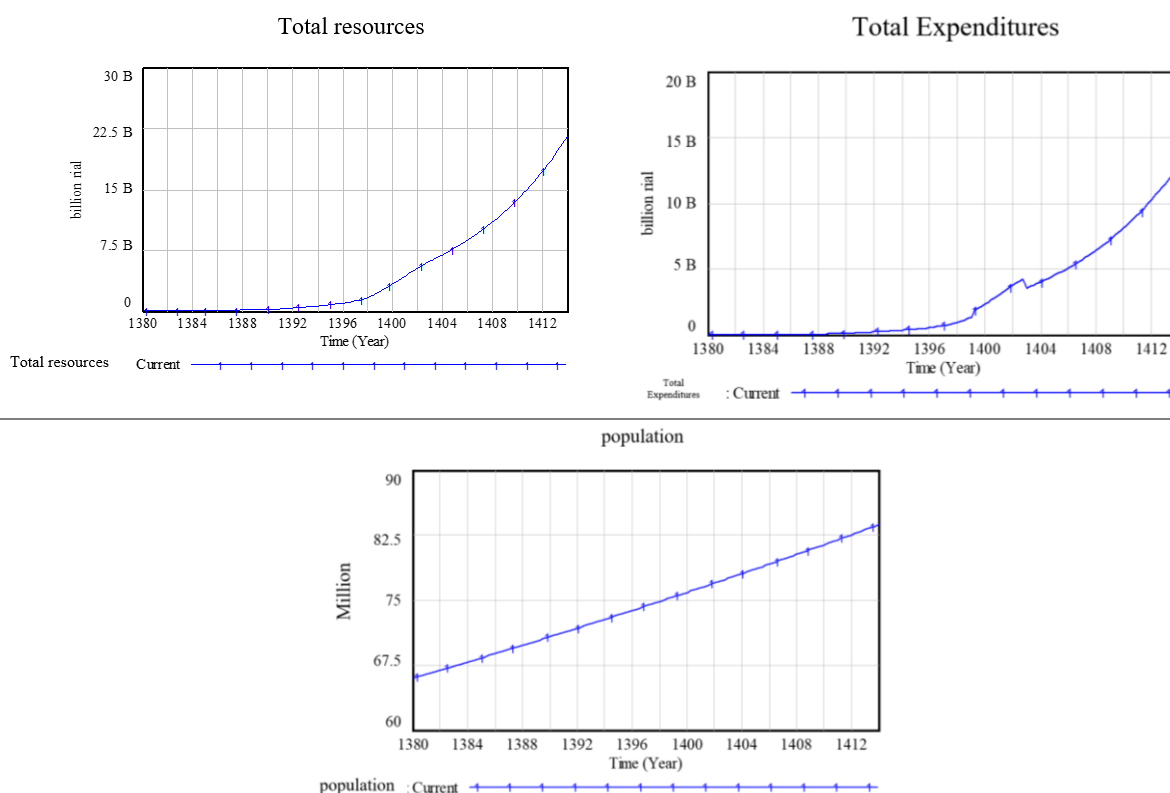 Total resources
30 B
22.5 B
15 B
7.5 B
0
billion rial
1380 1384 1388 1392 1396 1400 1404 1408 1412
Time (Year)
Total resources Current
Total Expenditures
20 B
15 B
10 B
5 B
0
billion rial
1380 1384 1388 1392 1396 1400 1404 1408 1412
Time (Year)
Total
Expenditures : Current
population
90
82.5
75
67.5
60
Million
1380 1384 1388 1392 1396 1400 1404 1408 1412
Time (Year)
population : Current